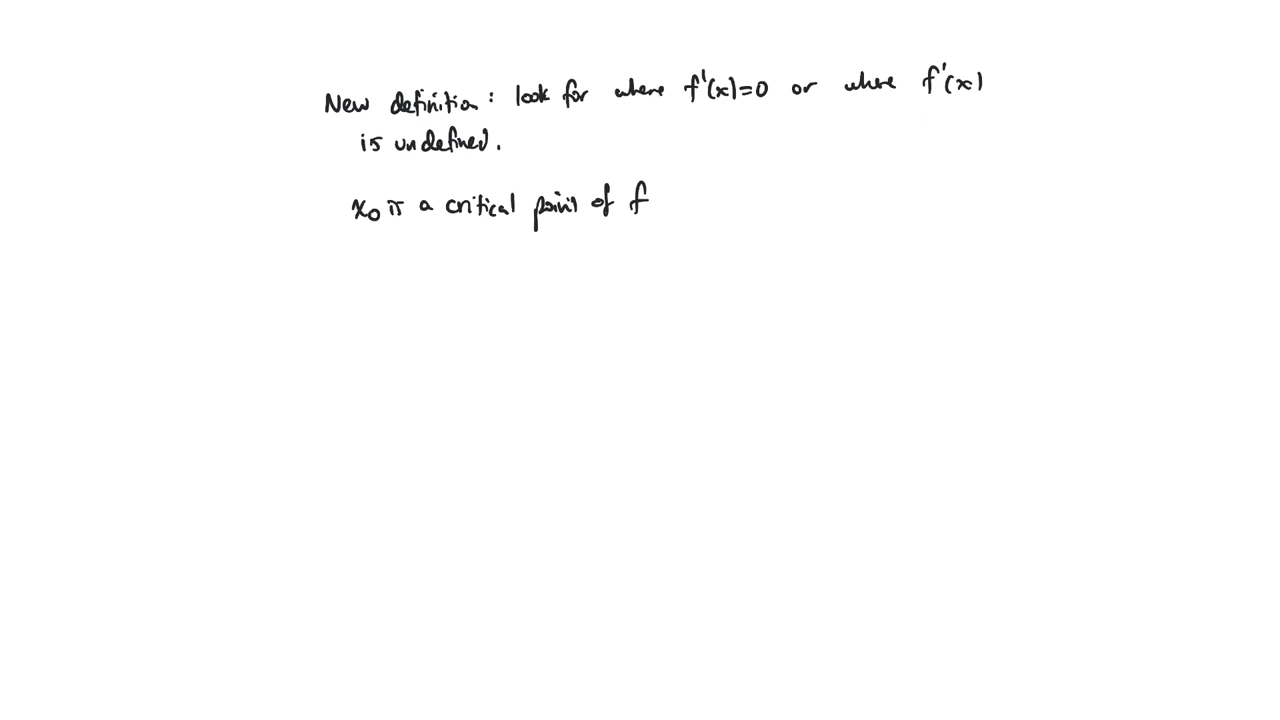 New definition: look for where f'(x)=0 or where f'(x)
is undefined.
x₀ is a critical point of f